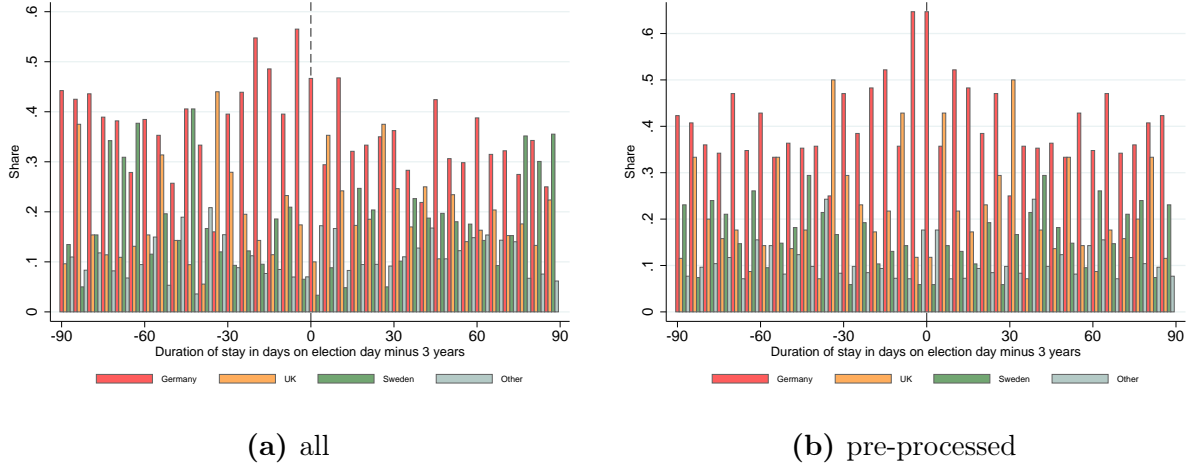 .6
.5
.4
.3
.2
.1
0
Share
-90 -60 -30 0 30 60 90
Duration of stay in days on election day minus 3 years
Germany UK Sweden Other
(a) all
.6
.5
.4
.3
.2
.1
0
Share
-90 -60 -30 0 30 60 90
Duration of stay in days on election day minus 3 years
Germany UK Sweden Other
(b) pre-processed